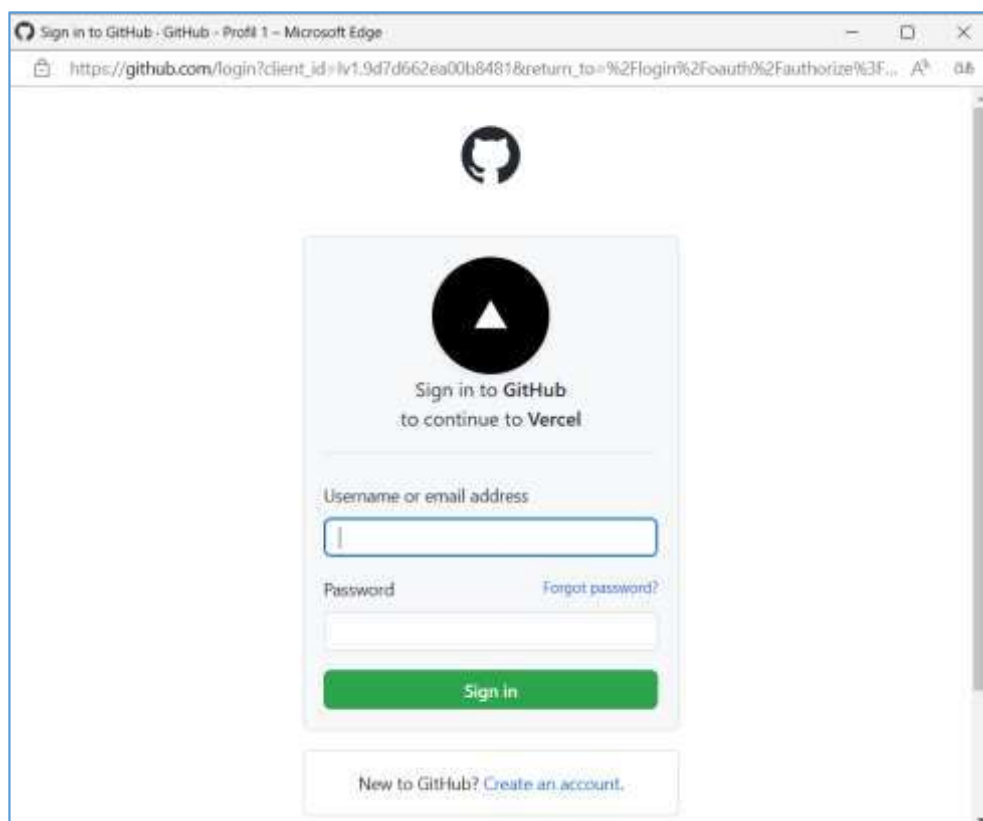 Sign in to GitHub · GitHub - Profil 1 – Microsoft Edge
https://github.com/login?client_id=Iv1.9d7d662ea00b8481&return_to=%2Flogin%2Foauth%2Fauthorize%3F...
Sign in to GitHub
to continue to Vercel
Username or email address
Password Forgot password?
Sign in
New to GitHub? Create an account.